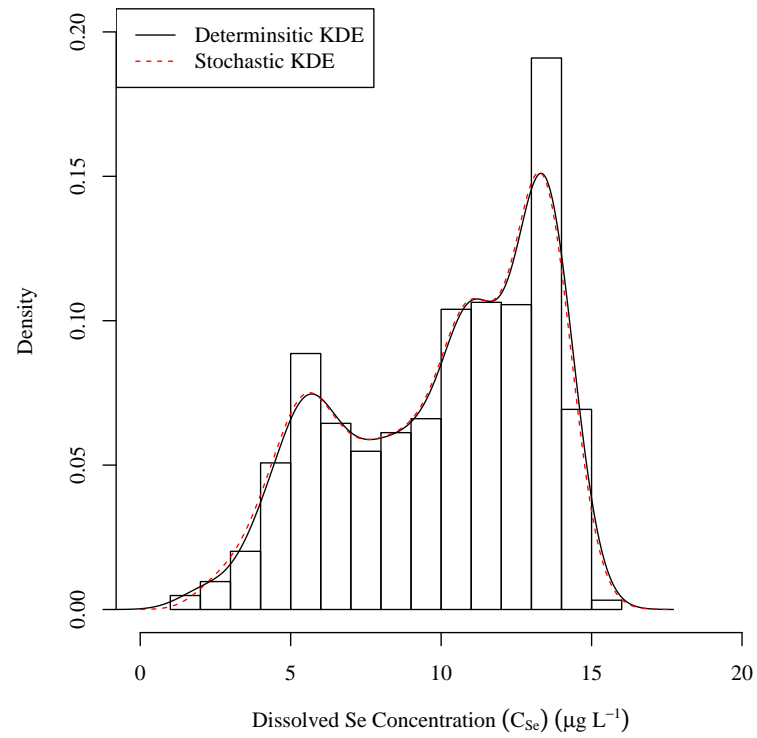 Determinsitic KDE
Stochastic KDE
0.20
0.15
0.10
0.05
0.00
Density
0 5 10 15 20
Dissolved Se Concentration (C_Se) (μg L⁻¹)